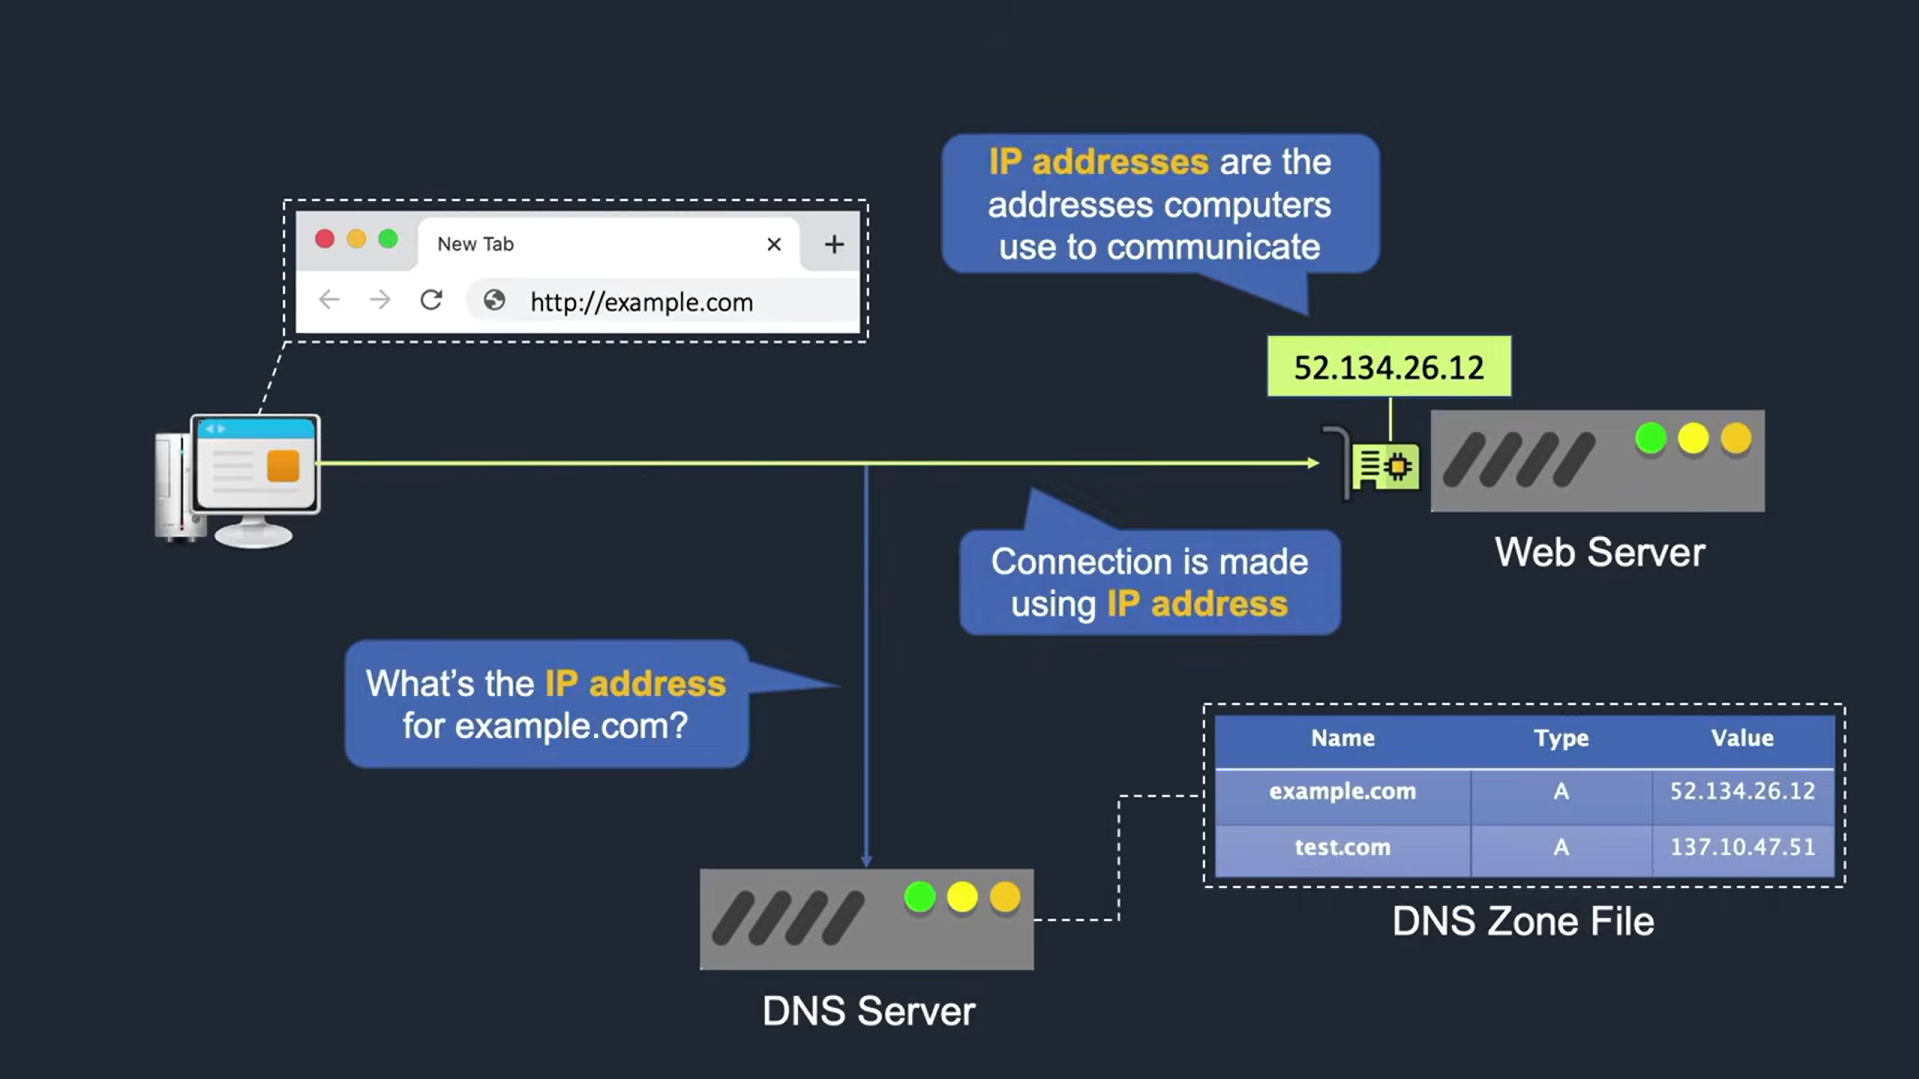 IP addresses are the
addresses computers
use to communicate
New Tab
http://example.com
52.134.26.12
Web Server
Connection is made
using IP address
What's the IP address
for example.com?
Name Type Value
example.com A 52.134.26.12
test.com A 137.10.47.51
DNS Zone File
DNS Server